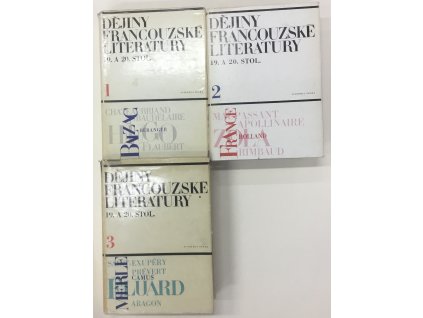 DĚJINY
FRANCOUZSKÉ
LITERATURY
19. A 20. STOL.
1
BALZAC
BAUDELAIRE
HUGO
BÉRANGER
FLAUBERT
DĚJINY
FRANCOUZSKÉ
LITERATURY
19. A 20. STOL.
2
FRANCE
MAUPASSANT
APOLLINAIRE
ZOLA
ROLLAND
RIMBAUD
DĚJINY
FRANCOUZSKÉ
LITERATURY
19. A 20. STOL.
3
MERLE
EXUPÉRY
PRÉVERT
CAMUS
ELUARD
ARAGON